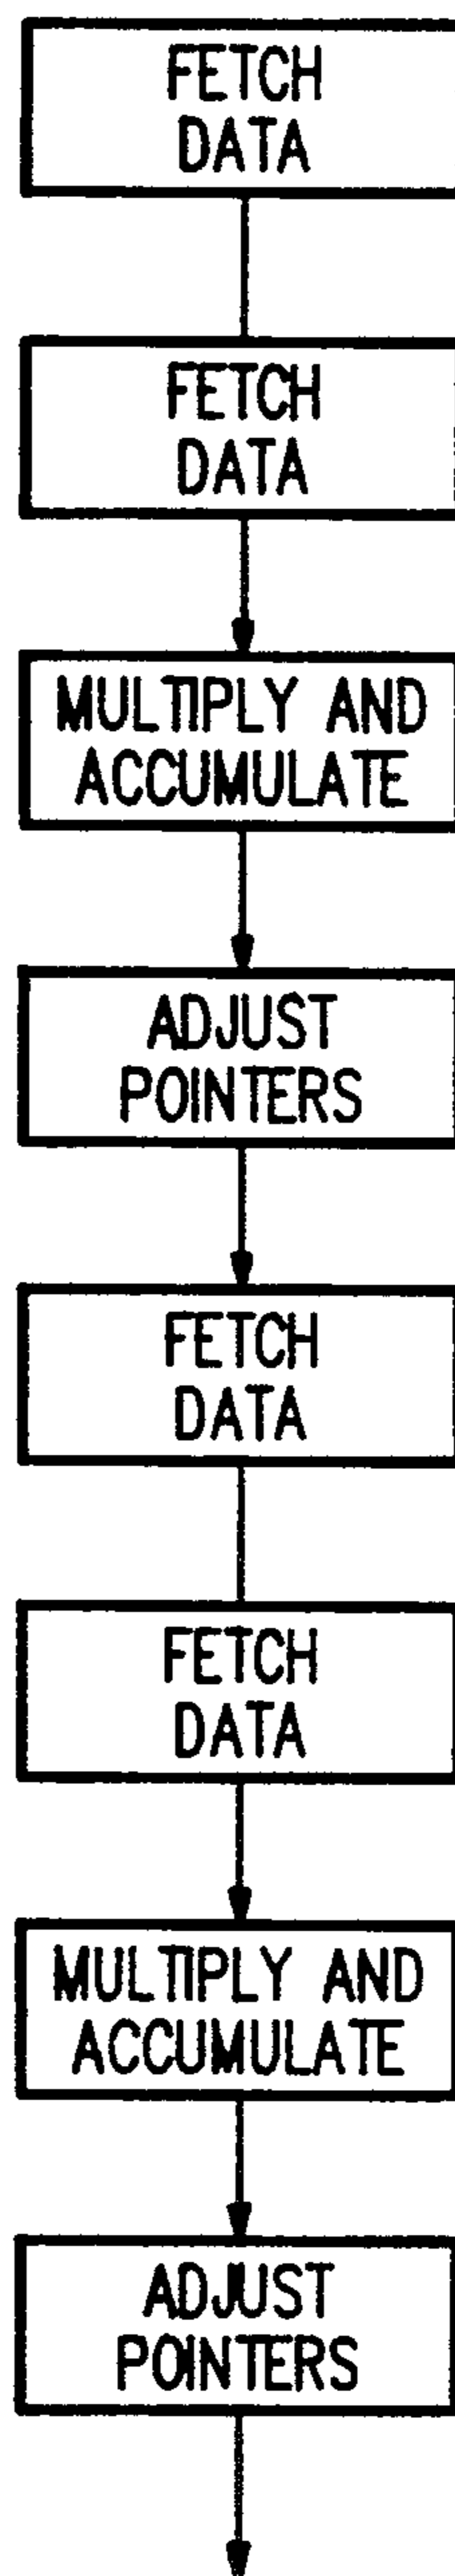 FETCH
DATA
FETCH
DATA
MULTIPLY AND
ACCUMULATE
ADJUST
POINTERS
FETCH
DATA
FETCH
DATA
MULTIPLY AND
ACCUMULATE
ADJUST
POINTERS